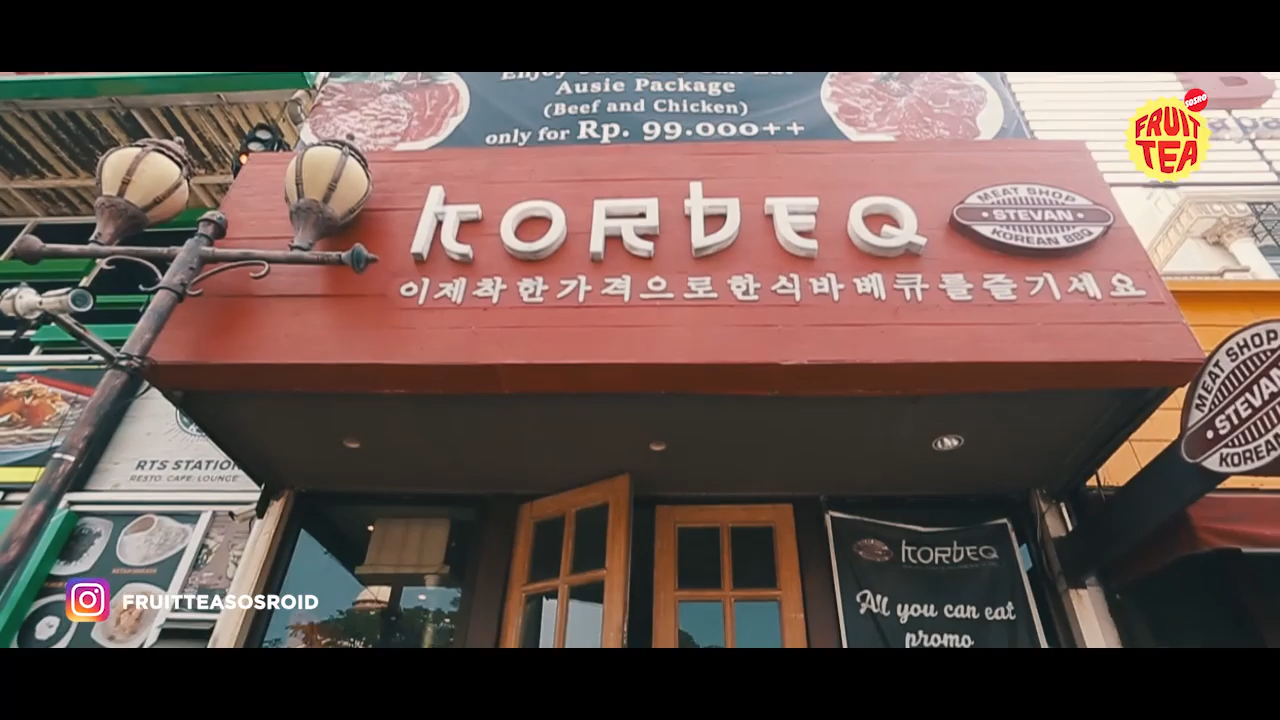 Enjoy
Ausie Package
(Beef and Chicken)
only for Rp. 99.000++
FRUIT
TEA
SOSRO
KORBEQ
MEAT SHOP
STEVAN
KOREAN BBQ
이제착한가격으로한식바베큐를즐기세요
MEAT SHOP
STEVAN
KOREAN
RTS STATION
RESTO. CAFE. LOUNGE
KORBEQ
All you can eat
promo
FRUITTEASOSROID